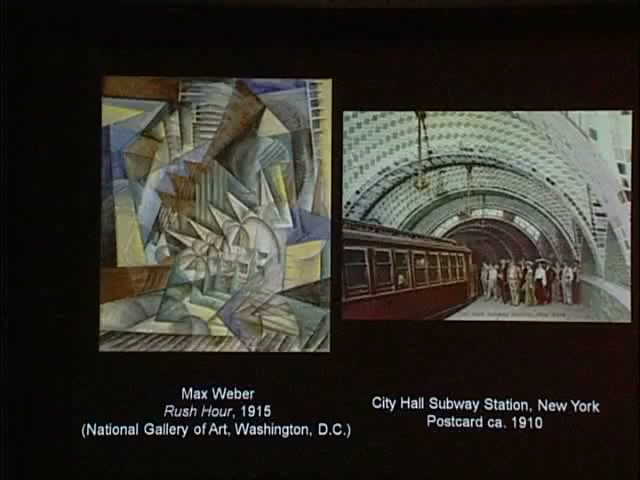 Max Weber
Rush Hour, 1915
(National Gallery of Art, Washington, D.C.)
City Hall Subway Station, New York
Postcard ca. 1910